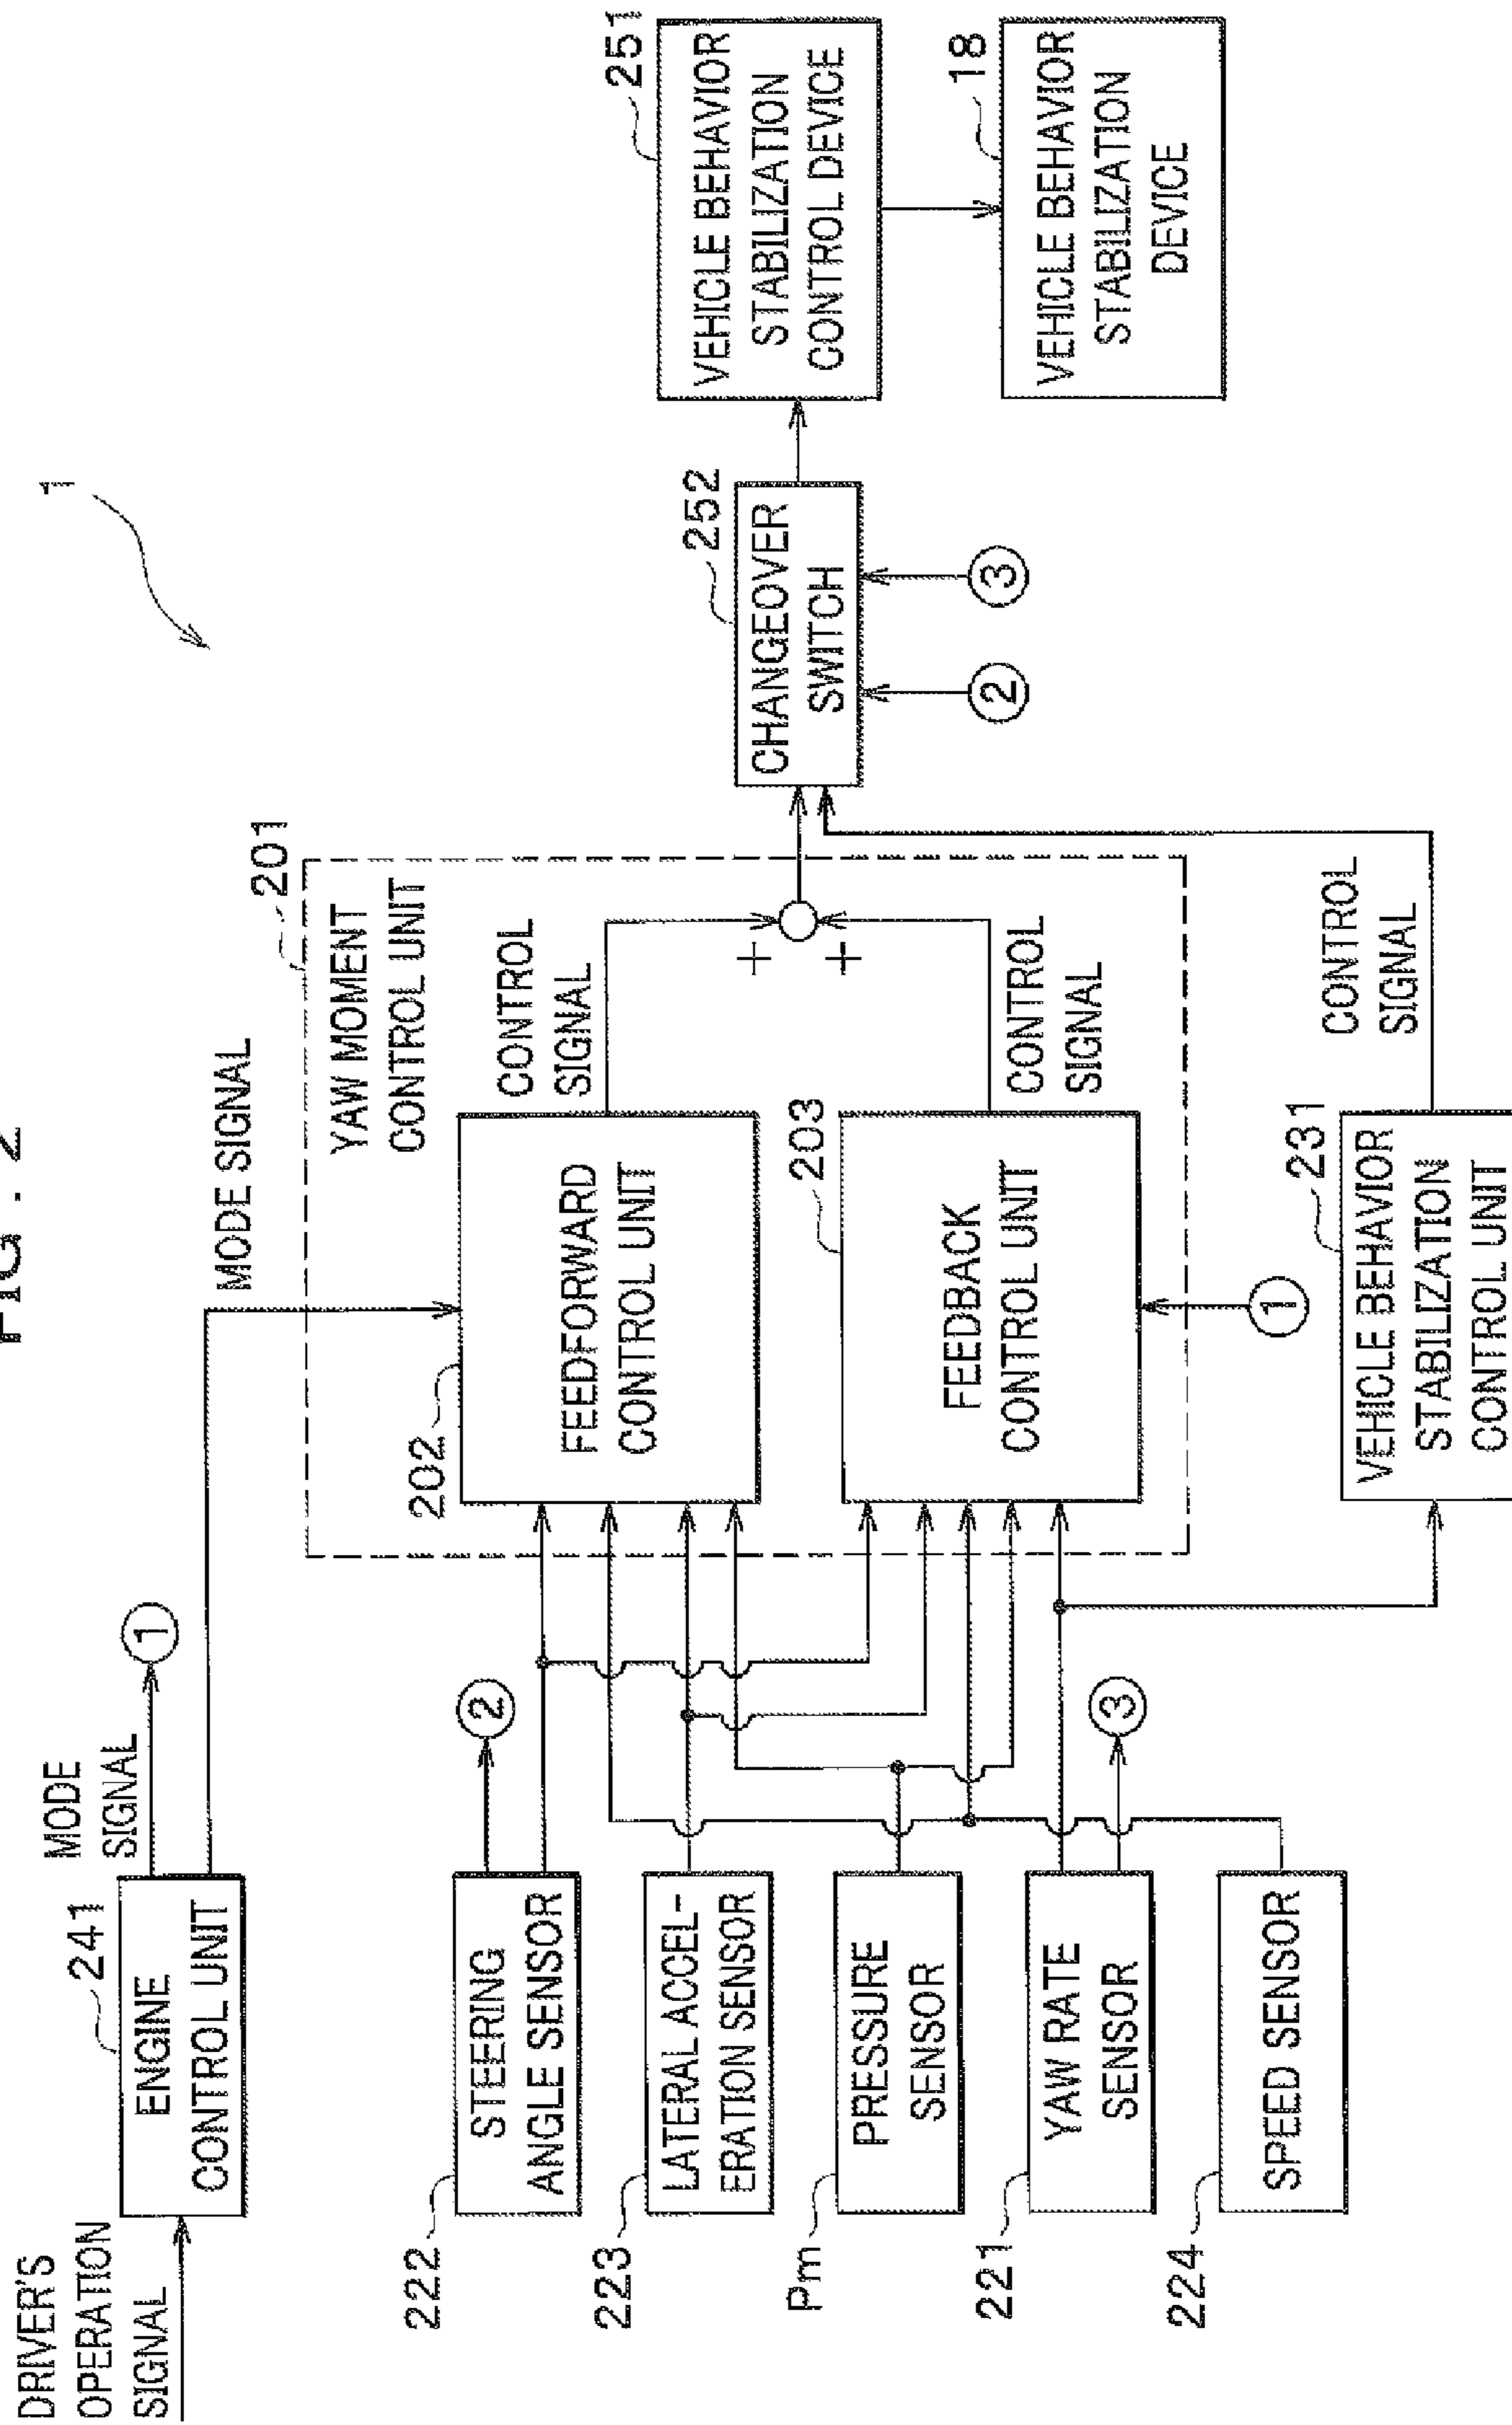 FIG. 2
1
DRIVER'S
OPERATION
SIGNAL
241
ENGINE
CONTROL UNIT
MODE
SIGNAL
1
MODE SIGNAL
201
YAW MOMENT
CONTROL UNIT
222
STEERING
ANGLE SENSOR
2
223
LATERAL ACCEL-
ERATION SENSOR
Pm
PRESSURE
SENSOR
221
YAW RATE
SENSOR
3
224
SPEED SENSOR
202
FEEDFORWARD
CONTROL UNIT
CONTROL
SIGNAL
203
FEEDBACK
CONTROL UNIT
CONTROL
SIGNAL
1
+
+
231
VEHICLE BEHAVIOR
STABILIZATION
CONTROL UNIT
CONTROL
SIGNAL
252
CHANGEOVER
SWITCH
2
3
251
VEHICLE BEHAVIOR
STABILIZATION
CONTROL DEVICE
18
VEHICLE BEHAVIOR
STABILIZATION
DEVICE